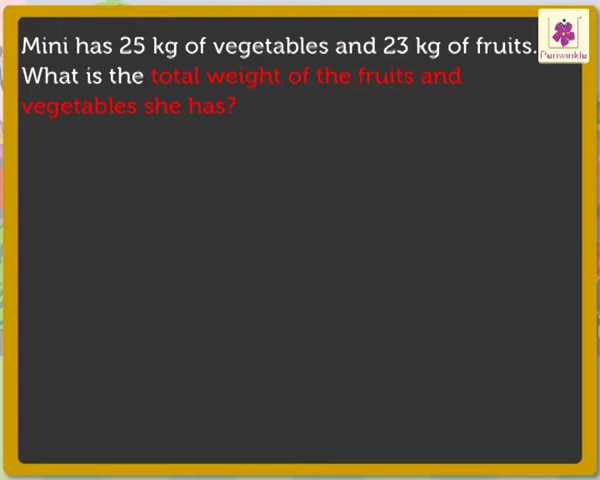 Mini has 25 kg of vegetables and 23 kg of fruits.
What is the total weight of the fruits and
vegetables she has?
Periwinkle